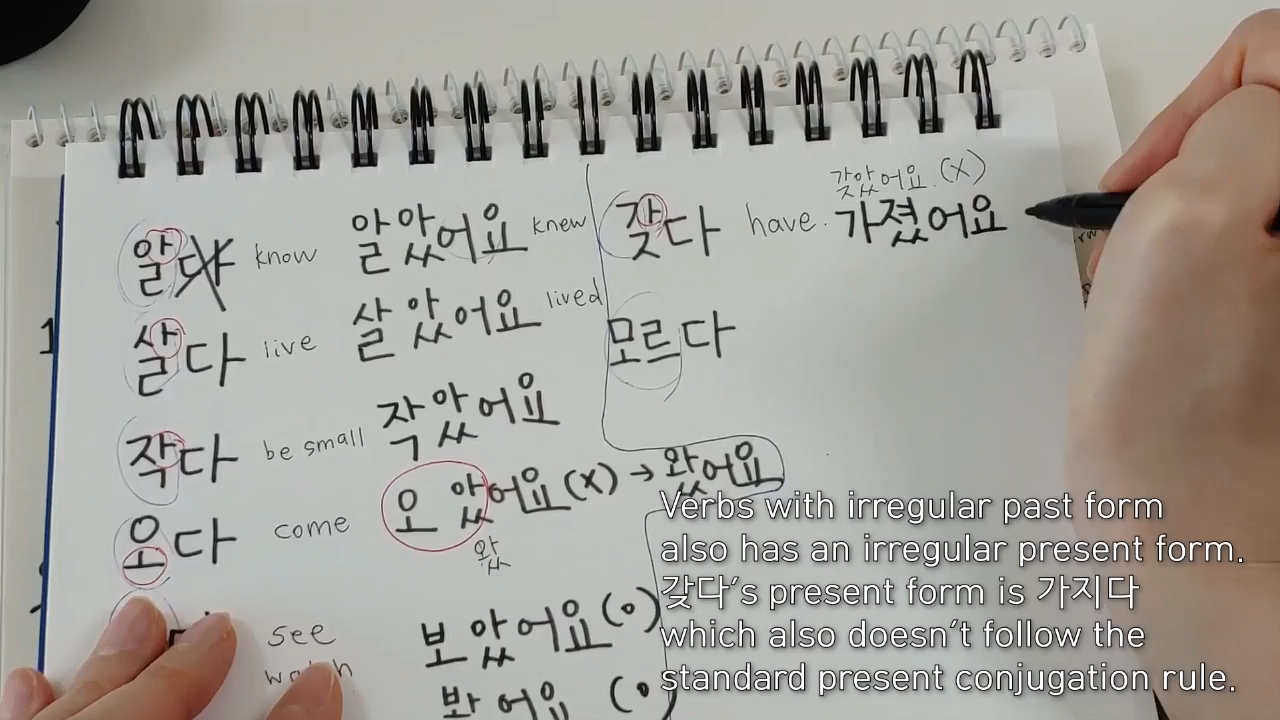 알다 know 알았어요 knew
살다 live 살 았어요 lived
작다 be small 작 았어요
오다 come 오 았어요(X) → 왔어요
왔
see
watch
보 았어요(o)
봐 어요 (o)
갖았어요.(X)
갖다 have. 가졌어요
모르다
Verbs with irregular past form
also has an irregular present form.
갖다's present form is 가지다
which also doesn't follow the
standard present conjugation rule.